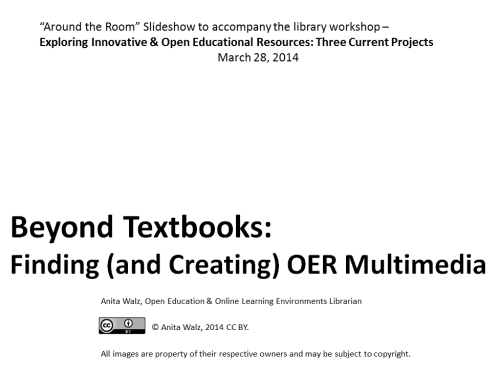 “Around the Room” Slideshow to accompany the library workshop –
Exploring Innovative & Open Educational Resources: Three Current Projects
March 28, 2014
Beyond Textbooks:
Finding (and Creating) OER Multimedia
Anita Walz, Open Education & Online Learning Environments Librarian
cc BY © Anita Walz, 2014 CC BY.
All images are property of their respective owners and may be subject to copyright.